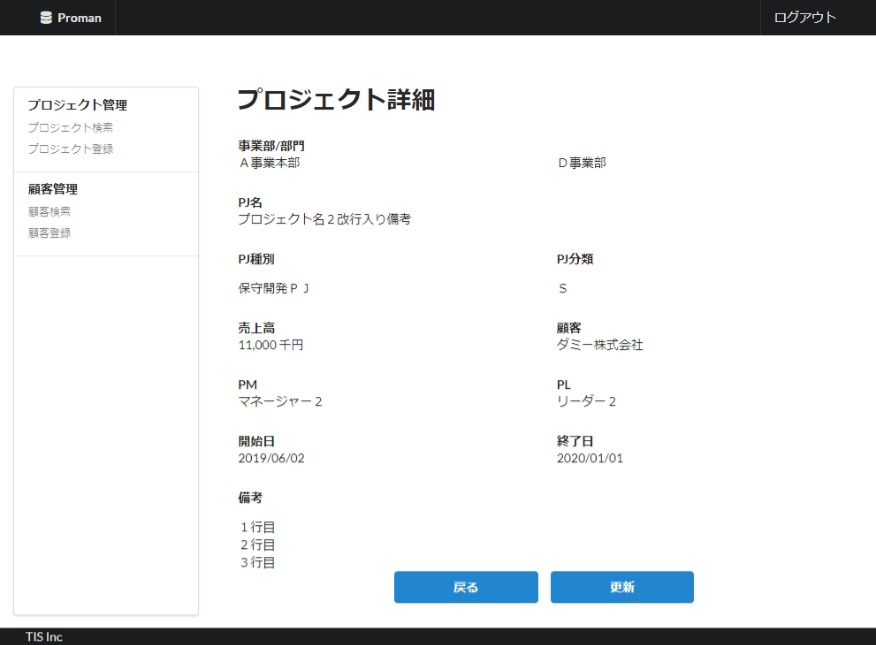 Proman
ログアウト
プロジェクト管理
プロジェクト検索
プロジェクト登録
顧客管理
顧客検索
顧客登録
プロジェクト詳細
事業部/部門
Ａ事業本部 Ｄ事業部
PJ名
プロジェクト名２改行入り備考
PJ種別 PJ分類
保守開発ＰＪ Ｓ
売上高 顧客
11,000 千円 ダミー株式会社
PM PL
マネージャー２ リーダー２
開始日 終了日
2019/06/02 2020/01/01
備考
１行目
２行目
３行目
戻る 更新
TIS Inc